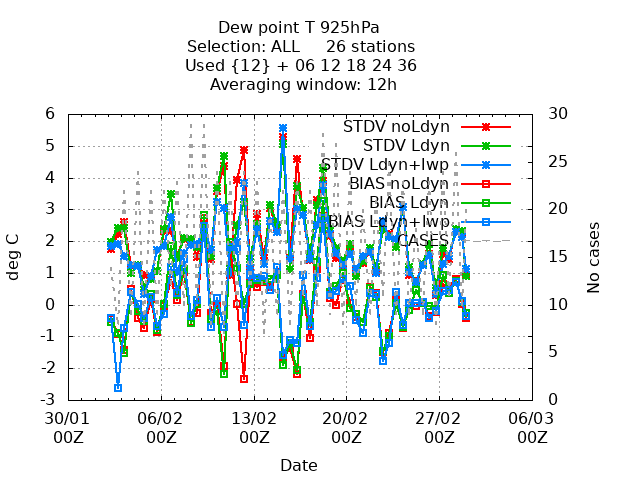 Dew point T 925hPa
Selection: ALL 26 stations
Used {12} + 06 12 18 24 36
Averaging window: 12h
6
5
4
3
2
1
0
-1
-2
-3
deg C
30
25
20
15
10
5
0
No cases
STDV noLdyn
STDV Ldyn
STDV Ldyn+Iwp
BIAS noLdyn
BIAS Ldyn
BIAS Ldyn+Iwp
CASES
30/01 06/02 13/02 20/02 27/02 06/03
00Z 00Z 00Z 00Z 00Z 00Z
Date